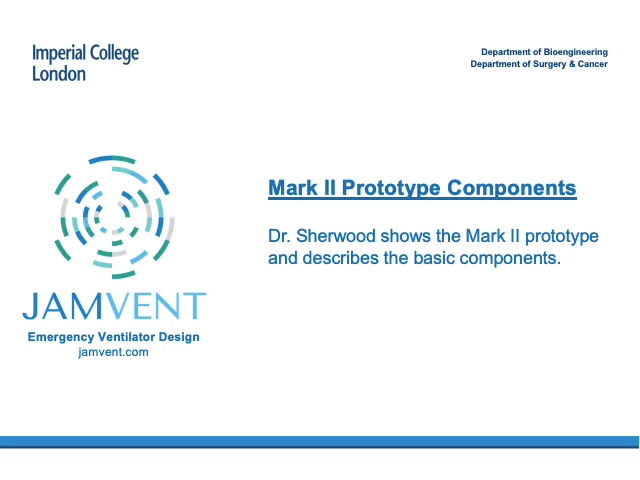 Imperial College
London
Department of Bioengineering
Department of Surgery & Cancer
Mark II Prototype Components
Dr. Sherwood shows the Mark II prototype
and describes the basic components.
JAMVENT
Emergency Ventilator Design
jamvent.com